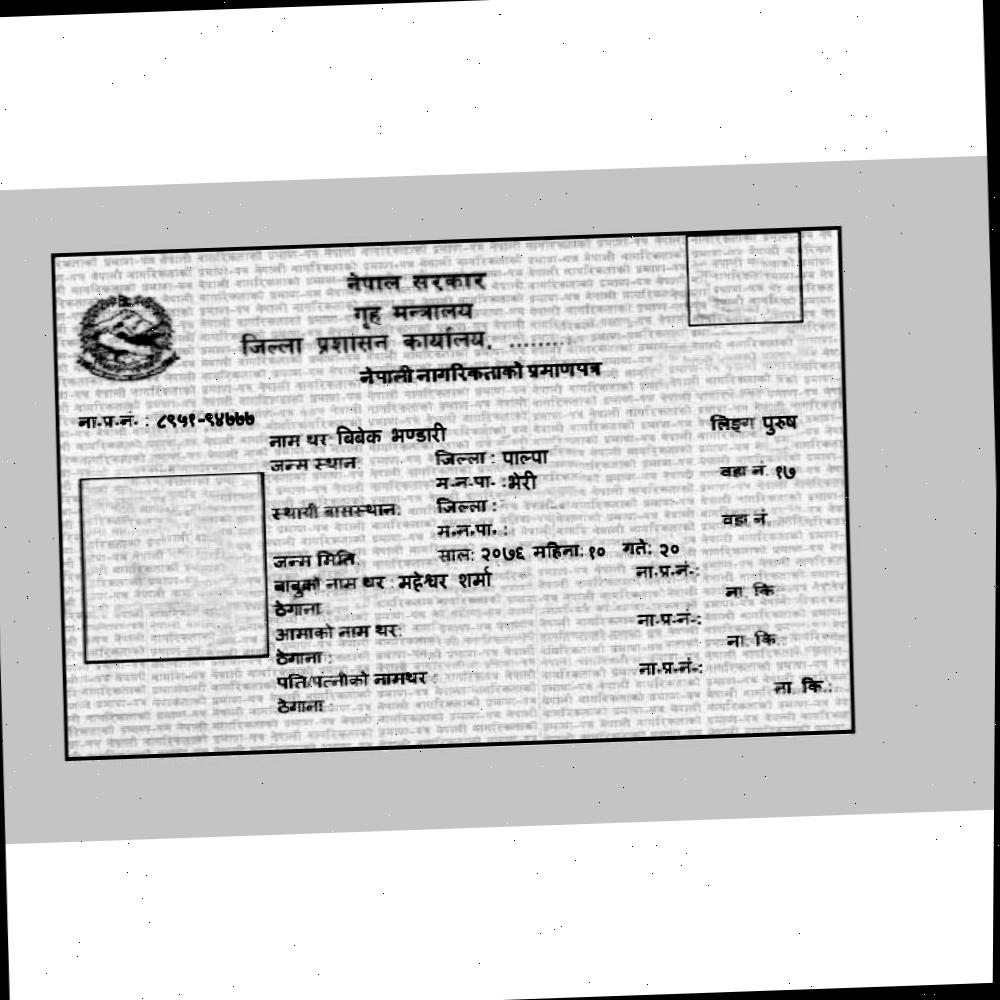 नेपाल सरकार
गृह मन्त्रालय
जिल्ला प्रशासन कार्यालय, ........
नेपाली नागरिकताको प्रमाणपत्र
ना.प्र.नं. : ८९५१-९४७७७
नाम थर: बिबेक भण्डारी लिङ्ग पुरुष
जन्म स्थान: जिल्ला : पाल्पा
म.न.पा. :भेरी वडा नं. १७
स्थायी बासस्थान: जिल्ला :
म.न.पा. : वडा नं.
जन्म मिति: साल: २०७६ महिना: १० गते: २०
बाबुको नाम थर: महेश्वर शर्मा ना.प्र.नं.:
ठेगाना: ना. कि.
आमाको नाम थर: ना.प्र.नं.:
ठेगाना : ना. कि.:
पति/पत्नीको नामथर : ना.प्र.नं.:
ठेगाना : ना. कि.: